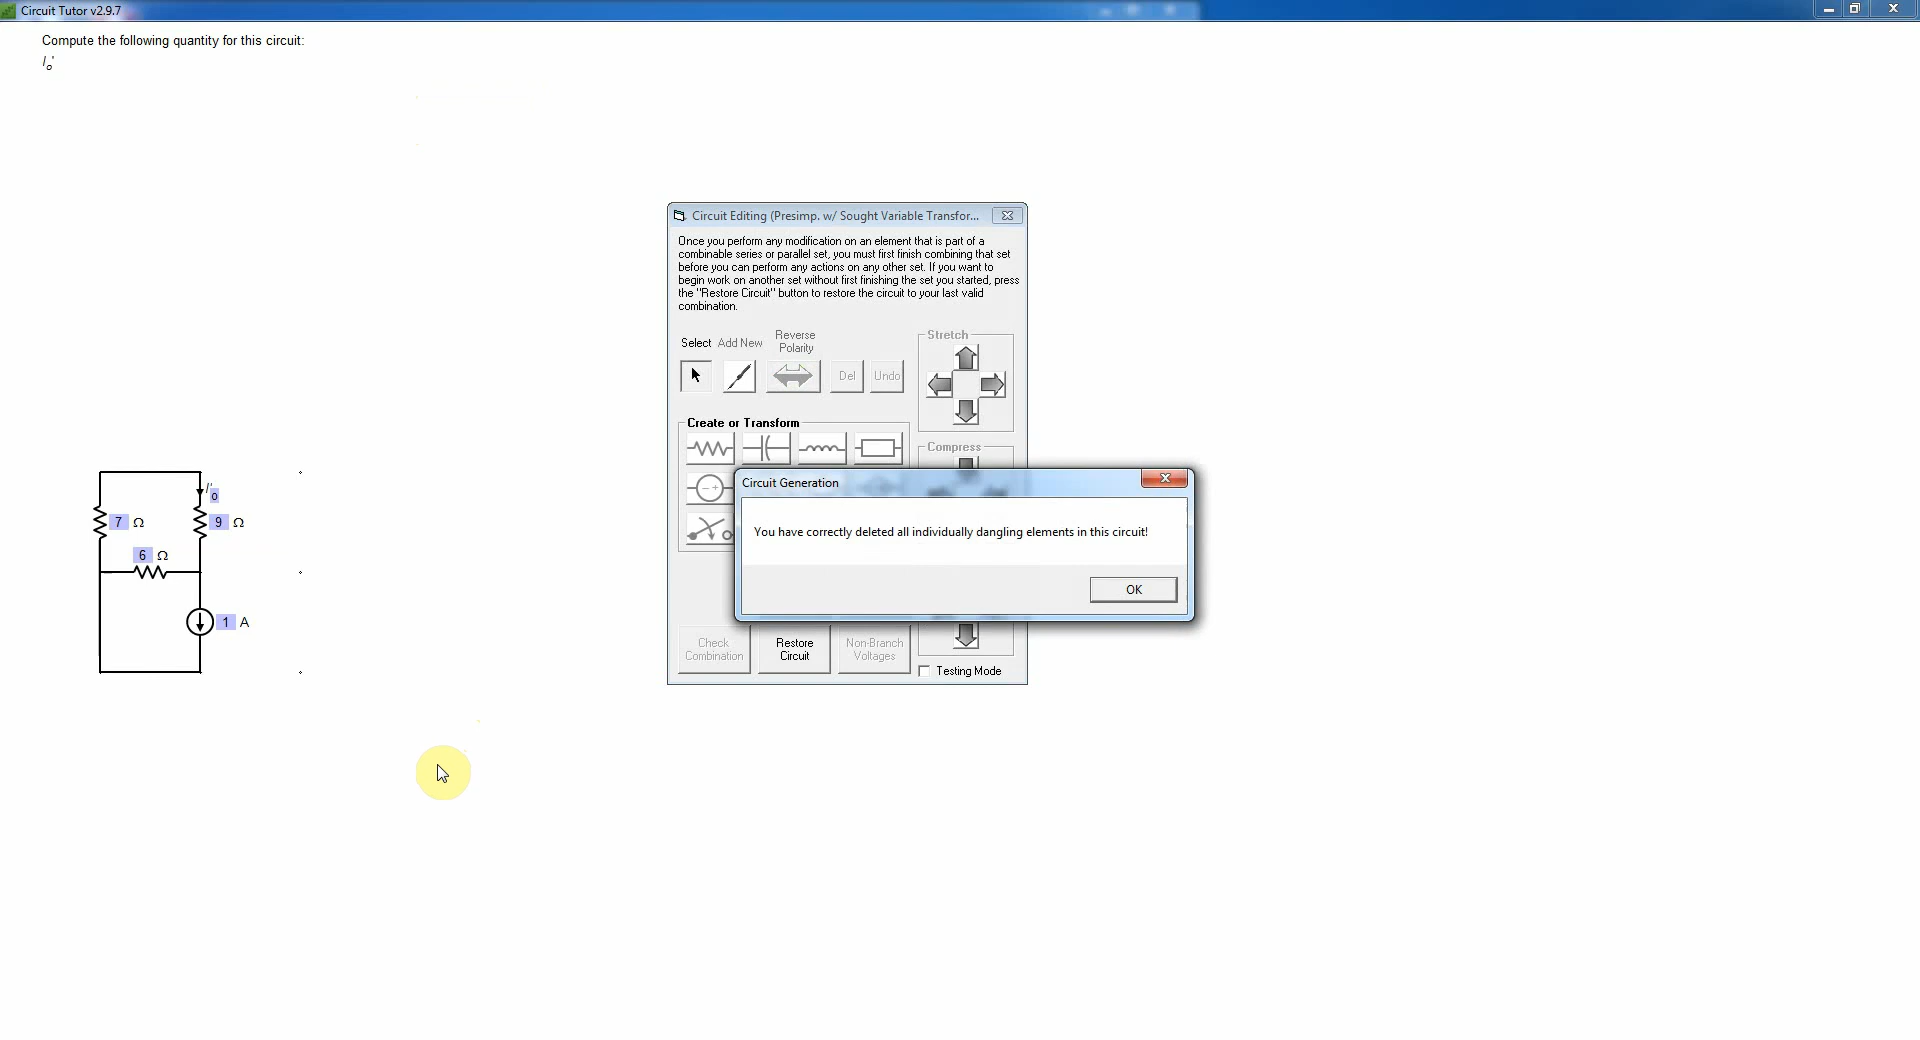 Circuit Tutor v2.9.7
Compute the following quantity for this circuit:
Io'
Circuit Editing (Presimp. w/ Sought Variable Transfor...
Once you perform any modification on an element that is part of a
combinable series or parallel set, you must first finish combining that set
before you can perform any actions on any other set. If you want to
begin work on another set without first finishing the set you started, press
the "Restore Circuit" button to restore the circuit to your last valid
combination.
Select Add New Reverse Polarity
Del Undo
Stretch
Create or Transform
Compress
Circuit Generation
You have correctly deleted all individually dangling elements in this circuit!
OK
Check Combination
Restore Circuit
Non-Branch Voltages
Testing Mode
I'o
7 Ω
9 Ω
6 Ω
1 A